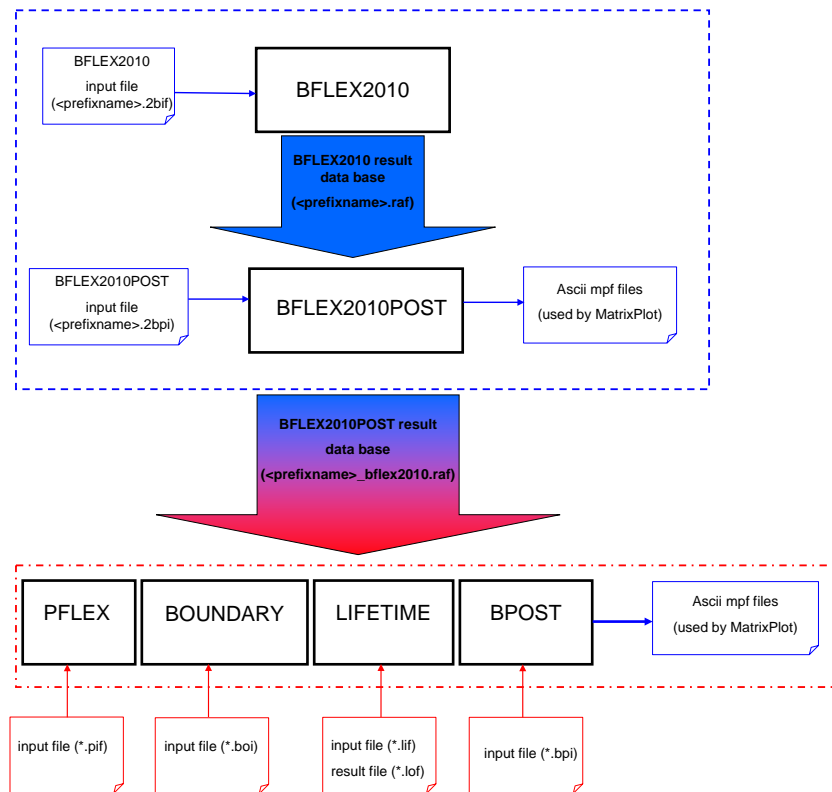 BFLEX2010
input file
(<prefixname>.2bif)
BFLEX2010
BFLEX2010 result
data base
(<prefixname>.raf)
BFLEX2010POST
input file
(<prefixname>.2bpi)
BFLEX2010POST
Ascii mpf files
(used by MatrixPlot)
BFLEX2010POST result
data base
(<prefixname>_bflex2010.raf)
PFLEX
BOUNDARY
LIFETIME
BPOST
Ascii mpf files
(used by MatrixPlot)
input file (*.pif)
input file (*.boi)
input file (*.lif)
result file (*.lof)
input file (*.bpi)